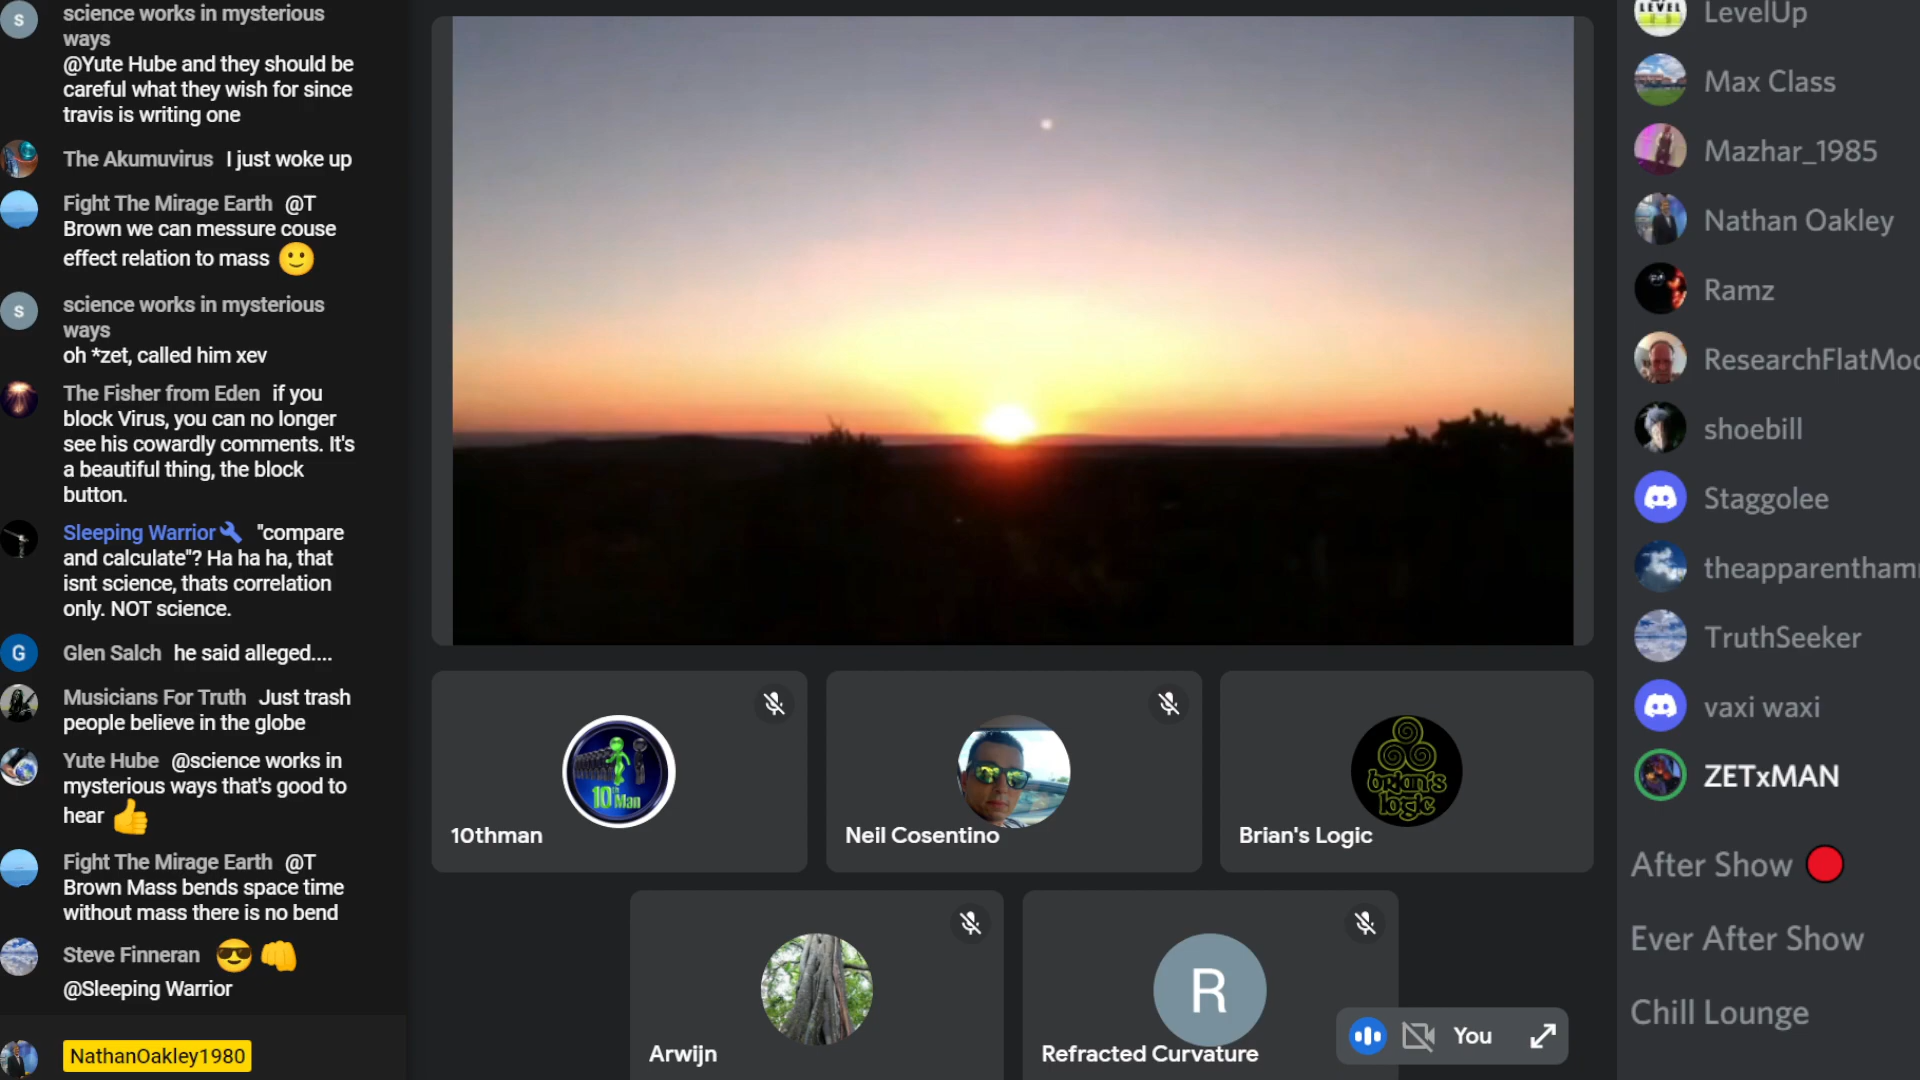 science works in mysterious
ways
@Yute Hube and they should be
careful what they wish for since
travis is writing one
The Akumuvirus I just woke up
Fight The Mirage Earth @T
Brown we can messure couse
effect relation to mass
science works in mysterious
ways
oh *zet, called him xev
The Fisher from Eden if you
block Virus, you can no longer
see his cowardly comments. It's
a beautiful thing, the block
button.
Sleeping Warrior "compare
and calculate"? Ha ha ha, that
isnt science, thats correlation
only. NOT science.
Glen Salch he said alleged....
Musicians For Truth Just trash
people believe in the globe
Yute Hube @science works in
mysterious ways that's good to
hear
Fight The Mirage Earth @T
Brown Mass bends space time
without mass there is no bend
Steve Finneran
@Sleeping Warrior
NathanOakley1980
S
S
G
10th
Man
10thman
Neil Cosentino
brian's
logic
Brian's Logic
Arwijn
R
Refracted Curvature
You
LEVEL
LevelUp
Max Class
Mazhar_1985
Nathan Oakley
Ramz
ResearchFlatMoo
shoebill
Staggolee
theapparentham
TruthSeeker
vaxi waxi
ZETxMAN
After Show
Ever After Show
Chill Lounge